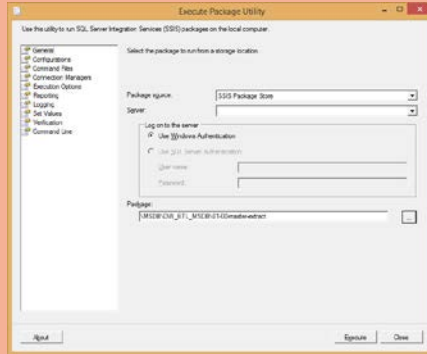 Execute Package Utility
Use this utility to run SQL Server Integration Services (SSIS) packages on the local computer.
General
Configurations
Command Files
Connection Managers
Execution Options
Reporting
Logging
Set Values
Verification
Command Line
Select the package to run from a storage location.
Package source:
SSIS Package Store
Server:
Log on to the server
Use Windows Authentication
Use SQL Server Authentication
User name:
Password:
Package:
...
About
Execute
Close